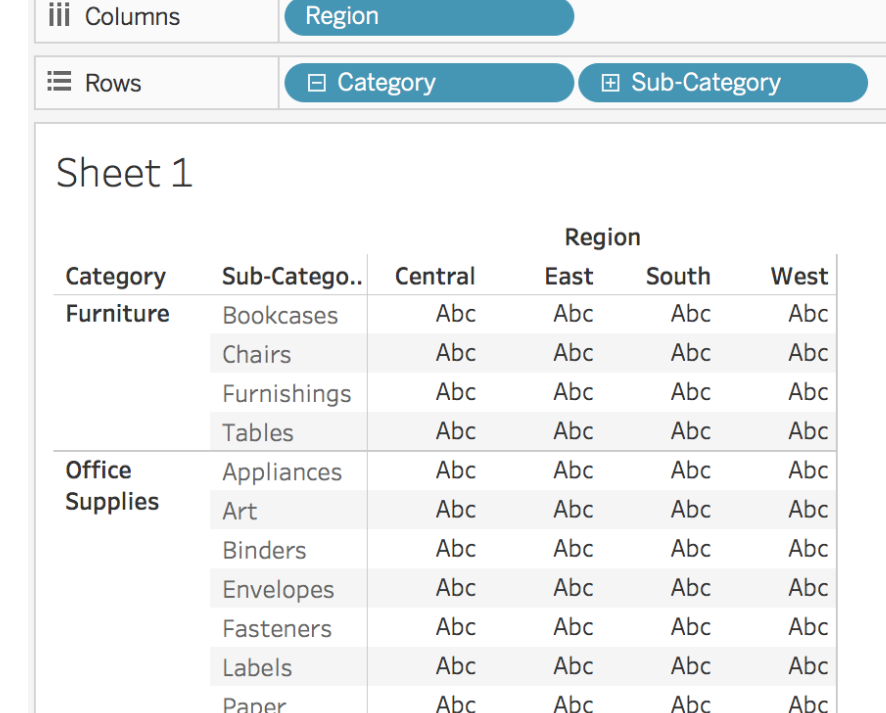 Columns Region
Rows Category Sub-Category
Sheet 1
Region
Category Sub-Catego.. Central East South West
Furniture Bookcases Abc Abc Abc Abc
Chairs Abc Abc Abc Abc
Furnishings Abc Abc Abc Abc
Tables Abc Abc Abc Abc
Office Supplies Appliances Abc Abc Abc Abc
Art Abc Abc Abc Abc
Binders Abc Abc Abc Abc
Envelopes Abc Abc Abc Abc
Fasteners Abc Abc Abc Abc
Labels Abc Abc Abc Abc
Paper Abc Abc Abc Abc